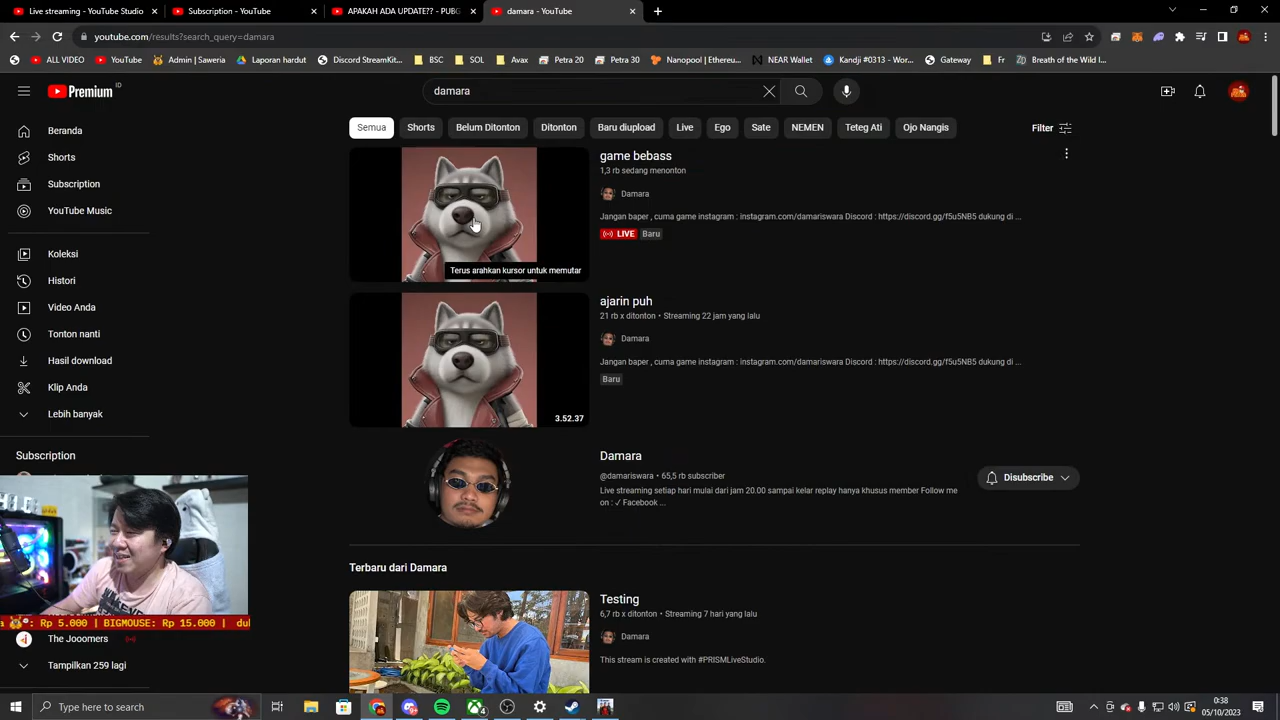 Live streaming - YouTube Studio
Subscription - YouTube
APAKAH ADA UPDATE?? - PUBG
damara - YouTube
youtube.com/results?search_query=damara
ALL VIDEO
YouTube
Admin | Saweria
Laporan hardut
Discord StreamKit...
BSC
SOL
Avax
Petra 20
Petra 30
Nanopool | Ethereu...
NEAR Wallet
Kandji #0313 - Wor...
Gateway
Fr
Breath of the Wild I...
Premium
ID
damara
Semua
Shorts
Belum Ditonton
Ditonton
Baru diupload
Live
Ego
Sate
NEMEN
Teteg Ati
Ojo Nangis
Filter
Beranda
Shorts
Subscription
YouTube Music
Koleksi
Histori
Video Anda
Tonton nanti
Hasil download
Klip Anda
Lebih banyak
Subscription
game bebass
1,3 rb sedang menonton
Damara
Jangan baper , cuma game instagram : instagram.com/damariswara Discord : https://discord.gg/f5u5NB5 dukung di ...
LIVE
Baru
Terus arahkan kursor untuk memutar
ajarin puh
21 rb x ditonton • Streaming 22 jam yang lalu
Damara
Jangan baper , cuma game instagram : instagram.com/damariswara Discord : https://discord.gg/f5u5NB5 dukung di ...
Baru
3.52.37
Damara
@damariswara • 65,5 rb subscriber
Live streaming setiap hari mulai dari jam 20.00 sampai kelar replay hanya khusus member Follow me
on : ✓ Facebook ...
Disubscribe
Terbaru dari Damara
Testing
6,7 rb x ditonton • Streaming 7 hari yang lalu
Damara
This stream is created with #PRISMLiveStudio.
Rp 5.000 | BIGMOUSE: Rp 15.000 |
The Jooomers
Tampilkan 259 lagi
Type here to search
0:38
05/10/2023